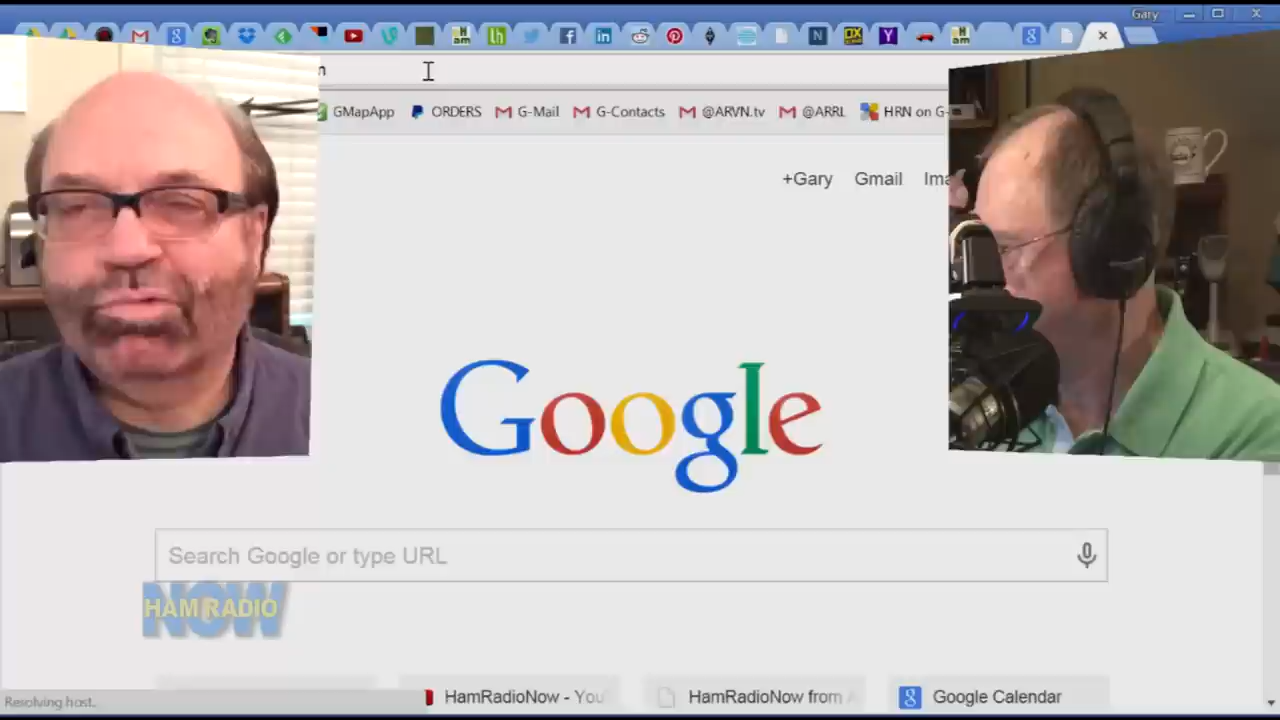 Gary
m
GMapApp ORDERS G-Mail G-Contacts @ARVN.tv @ARRL HRN on G-
+Gary Gmail Ima
Google
Search Google or type URL
HAM RADIO
NOW
HamRadioNow - You
HamRadioNow from A
Google Calendar
Resolving host...